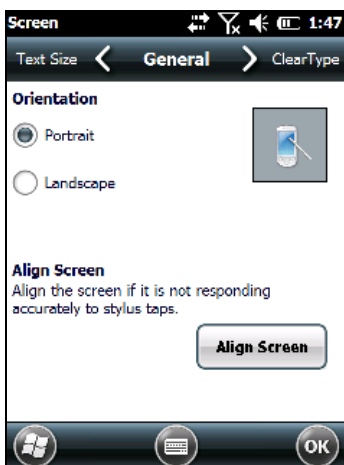 Screen 1:47
Text Size General ClearType
Orientation
Portrait
Landscape
Align Screen
Align the screen if it is not responding
accurately to stylus taps.
Align Screen
OK